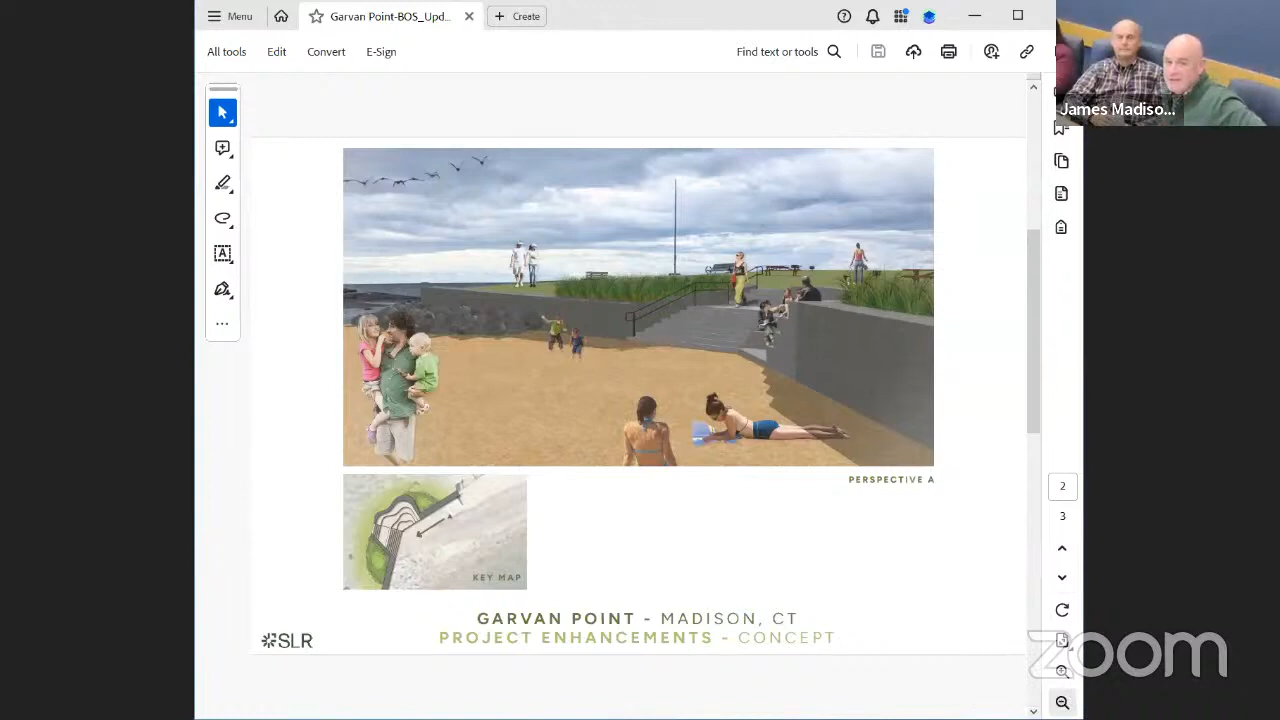 Menu
Garvan Point-BOS_Upd...
Create
All tools
Edit
Convert
E-Sign
Find text or tools
James Madiso...
PERSPECTIVE A
KEY MAP
2
3
GARVAN POINT - MADISON, CT
PROJECT ENHANCEMENTS - CONCEPT
SLR
zoom